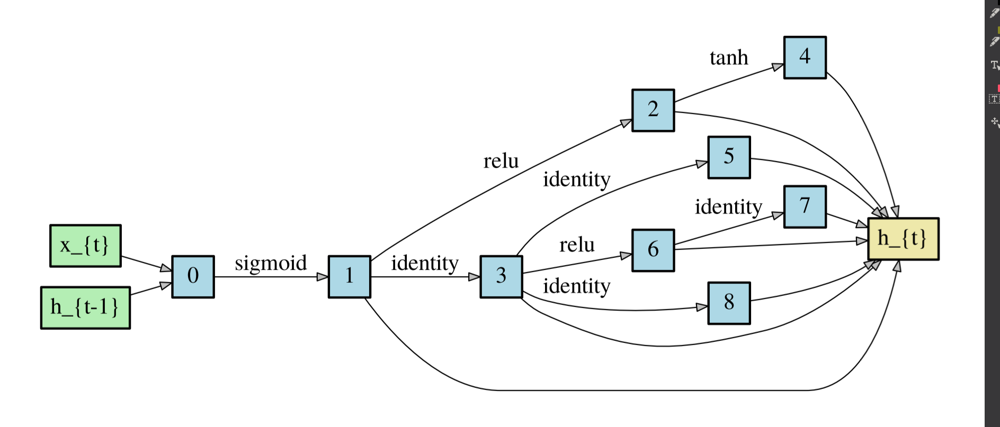 tanh
4
2
relu
5
identity
identity
7
x_{t}
h_{t}
relu
6
sigmoid
identity
0
1
3
identity
8
h_{t-1}
T
T